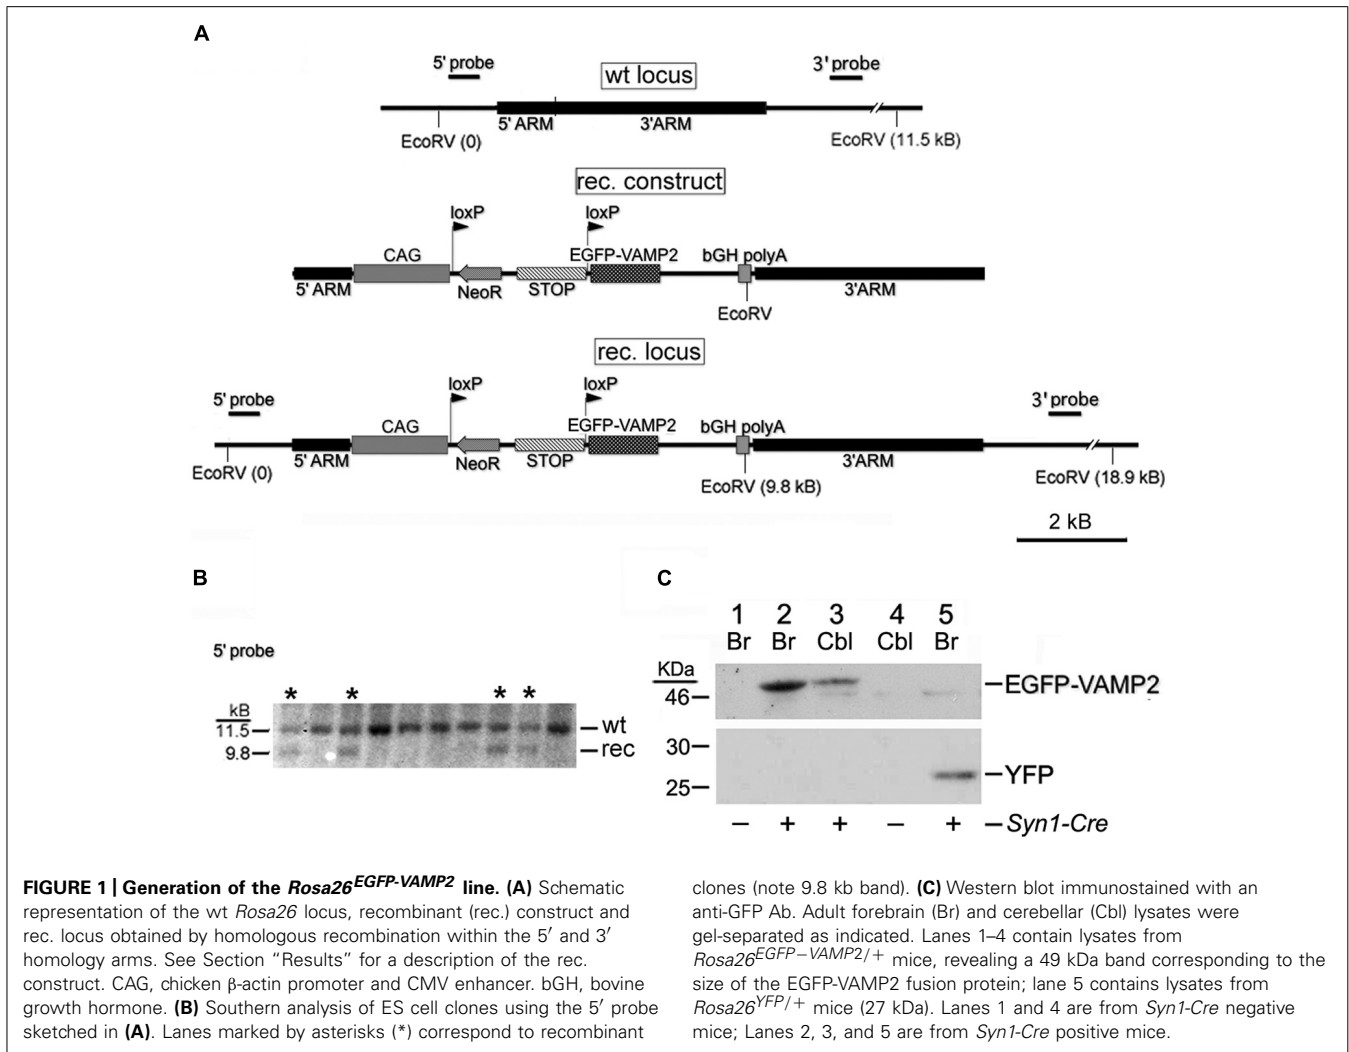 A
5' probe
wt locus
3' probe
5' ARM
3'ARM
EcoRV (0)
EcoRV (11.5 kB)
rec. construct
loxP
loxP
CAG
EGFP-VAMP2
bGH polyA
5' ARM
NeoR
STOP
3'ARM
EcoRV
rec. locus
loxP
loxP
5' probe
3' probe
CAG
EGFP-VAMP2
bGH polyA
EcoRV (0)
5' ARM
NeoR
STOP
3'ARM
EcoRV (9.8 kB)
EcoRV (18.9 kB)
2 kB
B
5' probe
* * * *
kB
11.5
9.8
wt
rec
C
1 2 3 4 5
Br Br Cbl Cbl Br
KDa
46
EGFP-VAMP2
30
25
YFP
– + + – + Syn1-Cre
FIGURE 1 | Generation of the Rosa26EGFP-VAMP2 line. (A) Schematic
representation of the wt Rosa26 locus, recombinant (rec.) construct and
rec. locus obtained by homologous recombination within the 5′ and 3′
homology arms. See Section “Results” for a description of the rec.
construct. CAG, chicken β-actin promoter and CMV enhancer. bGH, bovine
growth hormone. (B) Southern analysis of ES cell clones using the 5′ probe
sketched in (A). Lanes marked by asterisks (*) correspond to recombinant
clones (note 9.8 kb band). (C) Western blot immunostained with an
anti-GFP Ab. Adult forebrain (Br) and cerebellar (Cbl) lysates were
gel-separated as indicated. Lanes 1–4 contain lysates from
Rosa26EGFP−VAMP2/+ mice, revealing a 49 kDa band corresponding to the
size of the EGFP-VAMP2 fusion protein; lane 5 contains lysates from
Rosa26YFP/+ mice (27 kDa). Lanes 1 and 4 are from Syn1-Cre negative
mice; Lanes 2, 3, and 5 are from Syn1-Cre positive mice.